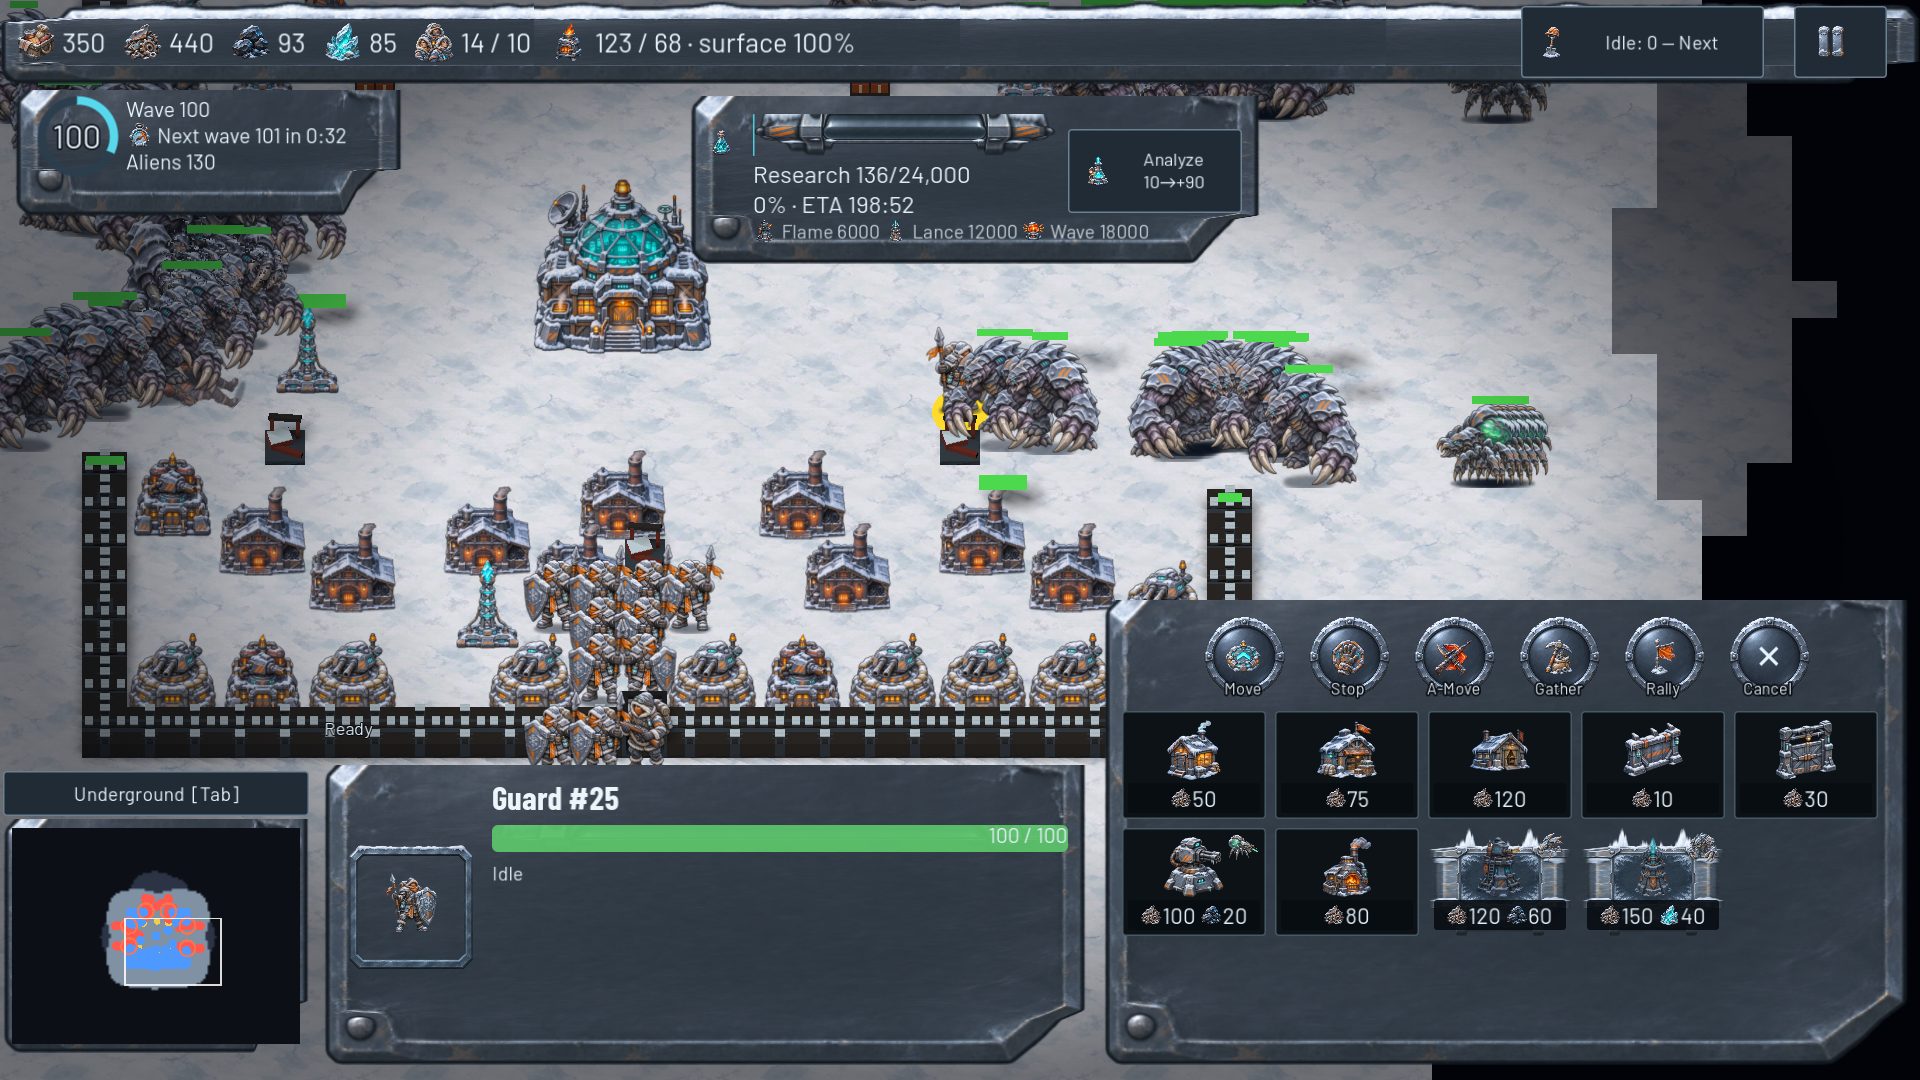 350
440
93
85
14 / 10
123 / 68 · surface 100%
Idle: 0 – Next
100
Wave 100
Next wave 101 in 0:32
Aliens 130
Research 136/24,000
0% · ETA 198:52
Flame 6000
Lance 12000
Wave 18000
Analyze
10→+90
Ready
Underground [Tab]
Guard #25
100 / 100
Idle
Move
Stop
A-Move
Gather
Rally
Cancel
50
75
120
10
30
100
20
80
120
60
150
40